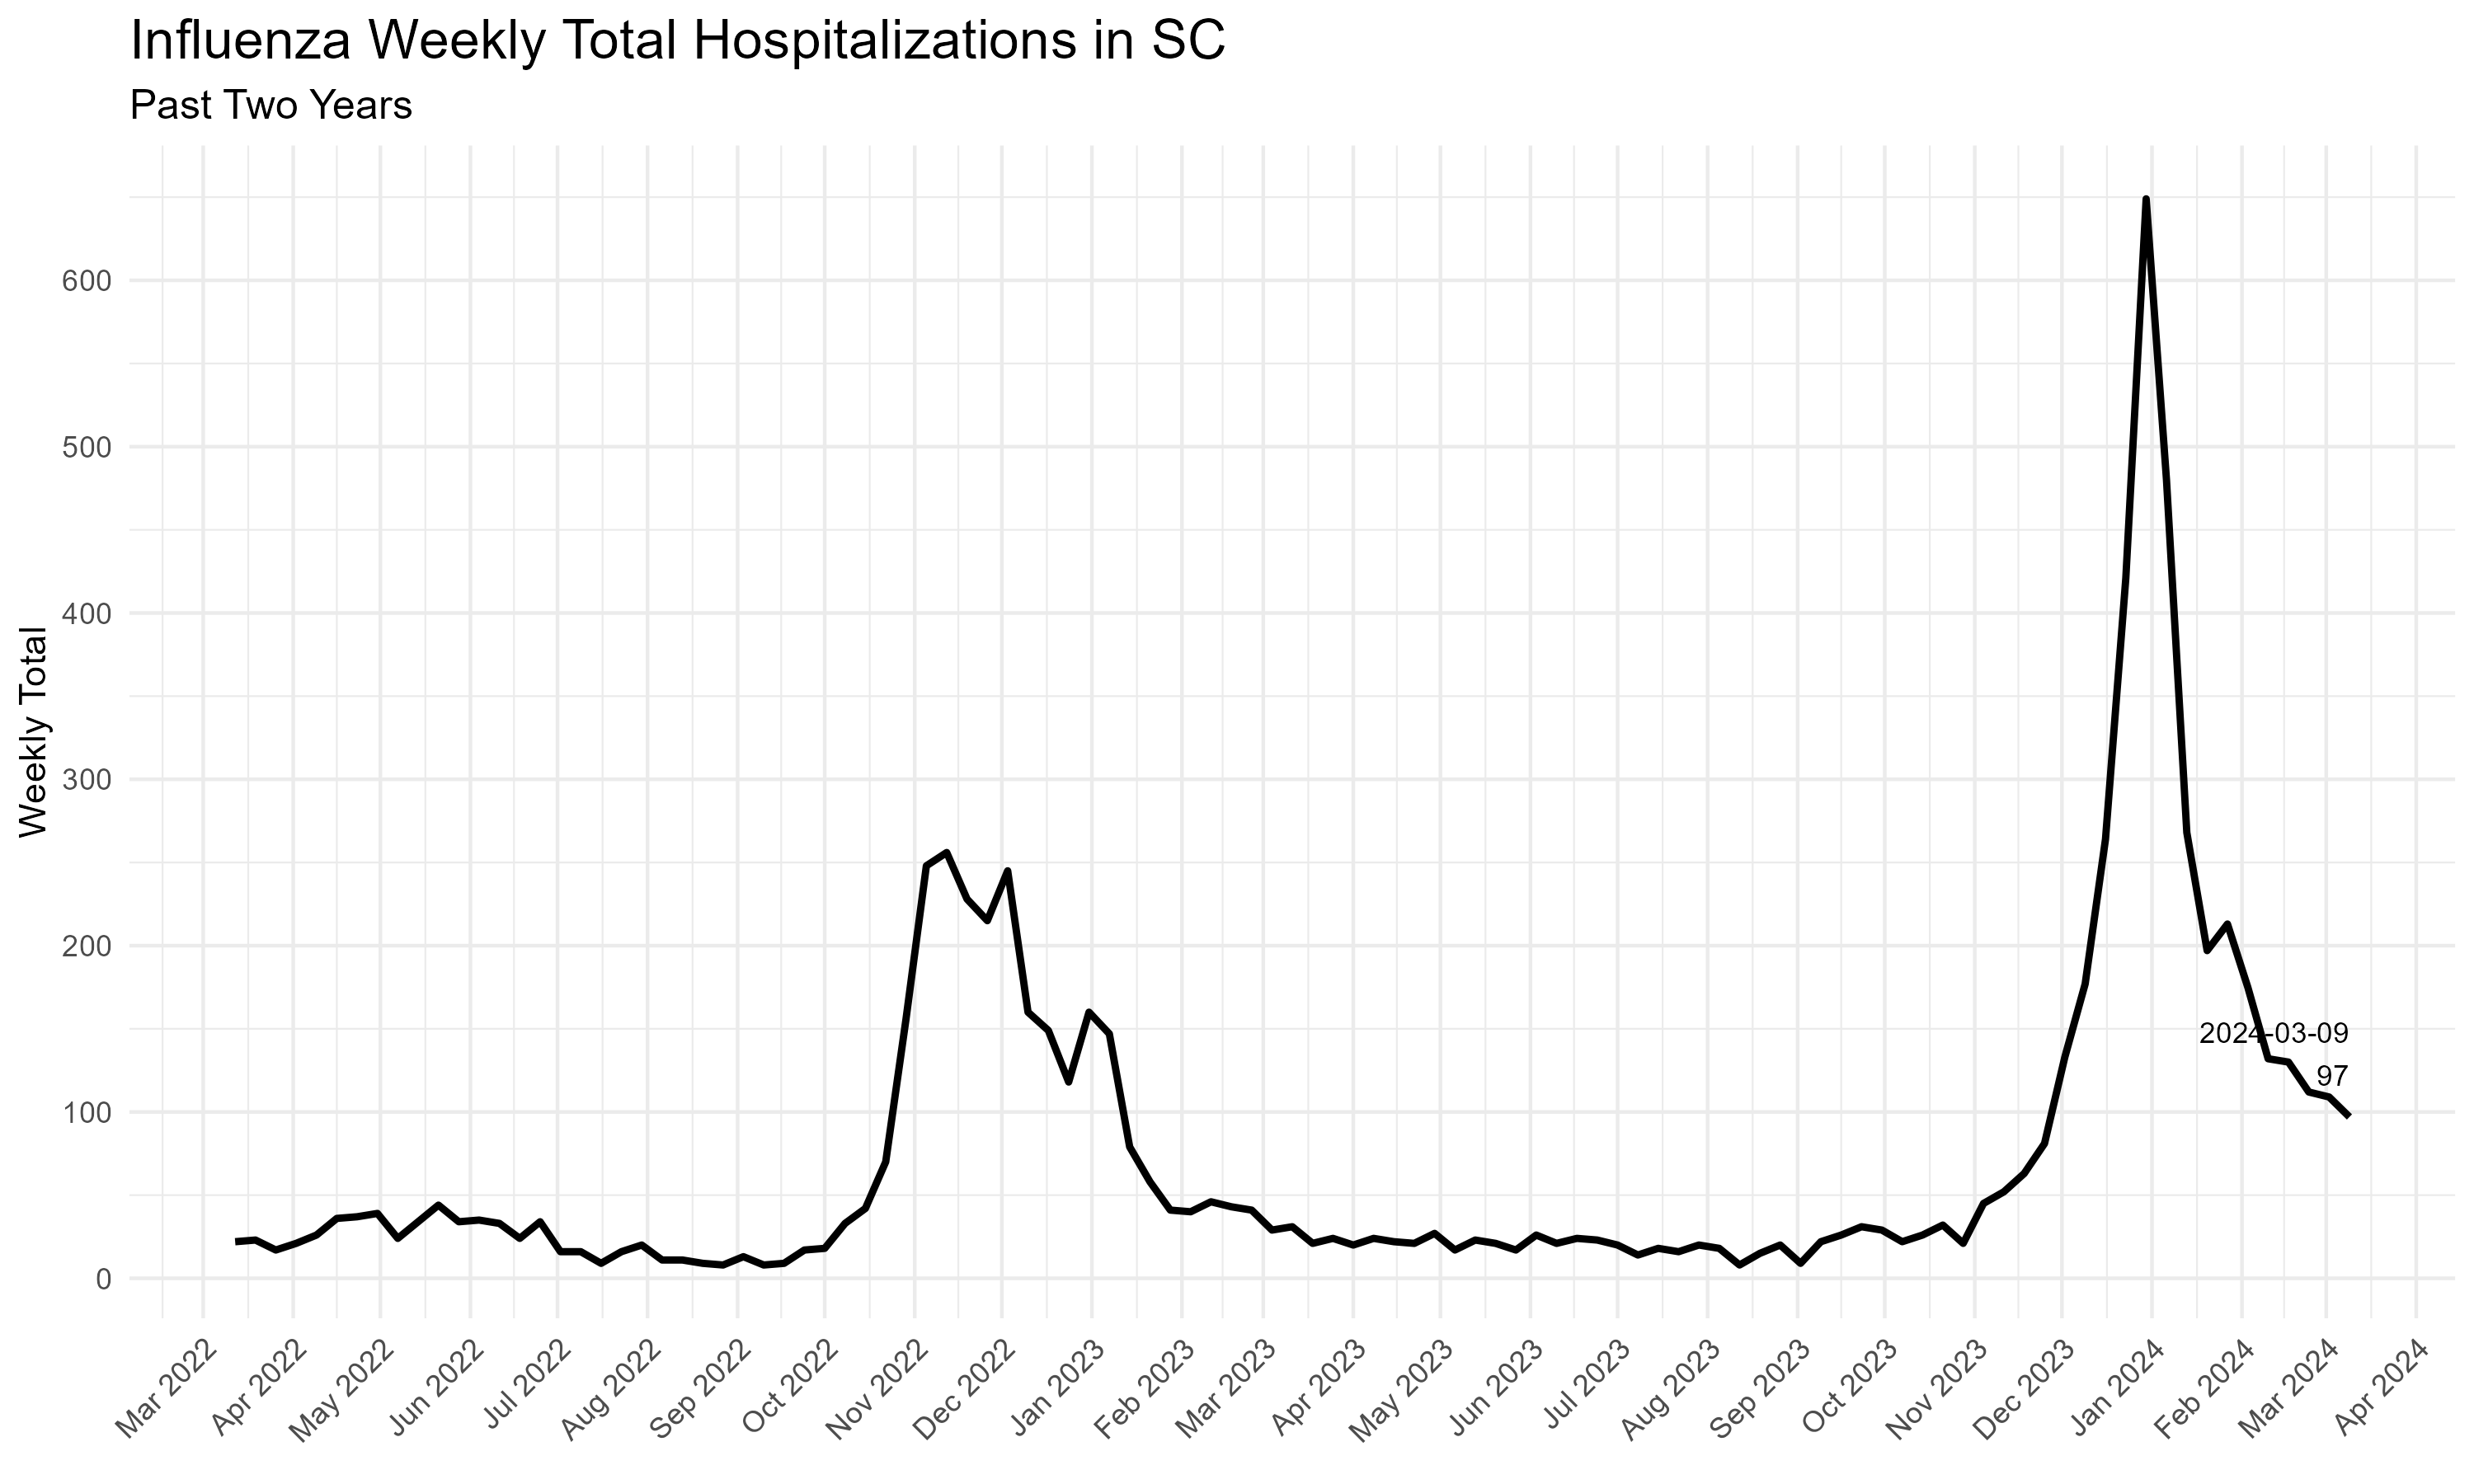 Influenza Weekly Total Hospitalizations in SC
Past Two Years
Weekly Total
600
500
400
300
200
100
0
2024-03-09
97
Mar 2022
Apr 2022
May 2022
Jun 2022
Jul 2022
Aug 2022
Sep 2022
Oct 2022
Nov 2022
Dec 2022
Jan 2023
Feb 2023
Mar 2023
Apr 2023
May 2023
Jun 2023
Jul 2023
Aug 2023
Sep 2023
Oct 2023
Nov 2023
Dec 2023
Jan 2024
Feb 2024
Mar 2024
Apr 2024